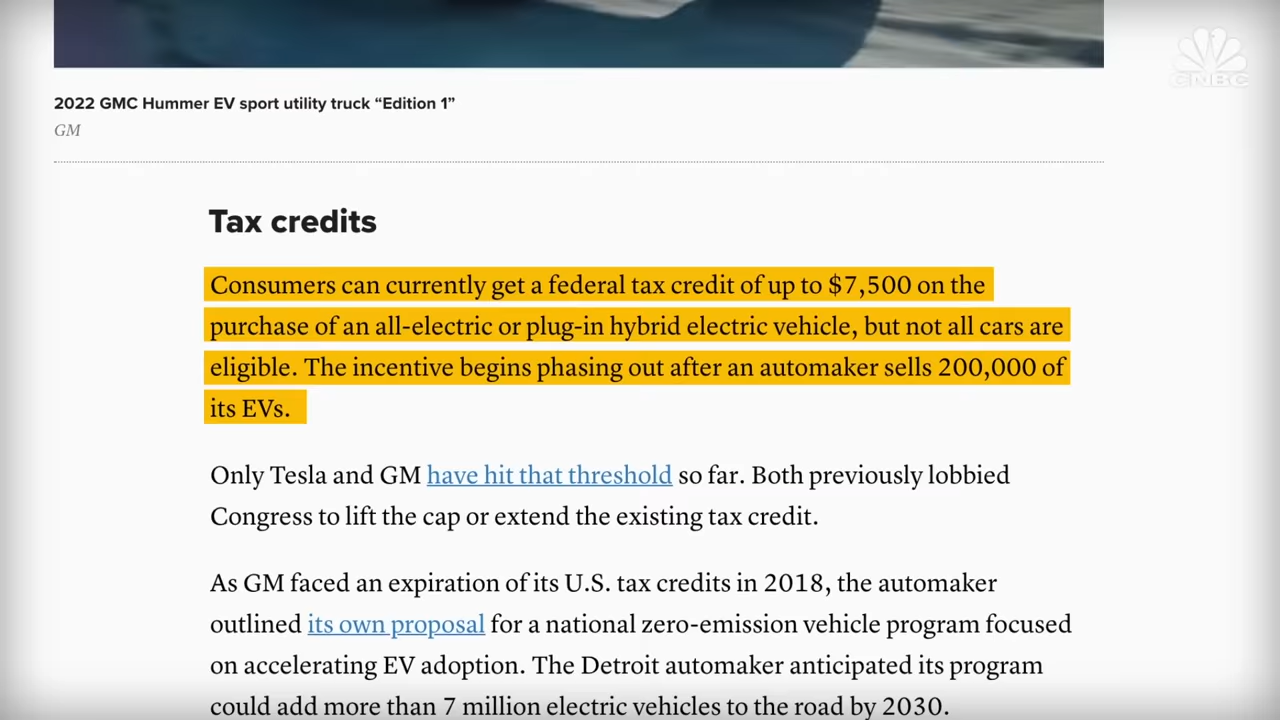 CNBC
2022 GMC Hummer EV sport utility truck “Edition 1”
GM
Tax credits
Consumers can currently get a federal tax credit of up to $7,500 on the
purchase of an all-electric or plug-in hybrid electric vehicle, but not all cars are
eligible. The incentive begins phasing out after an automaker sells 200,000 of
its EVs.
Only Tesla and GM have hit that threshold so far. Both previously lobbied
Congress to lift the cap or extend the existing tax credit.
As GM faced an expiration of its U.S. tax credits in 2018, the automaker
outlined its own proposal for a national zero-emission vehicle program focused
on accelerating EV adoption. The Detroit automaker anticipated its program
could add more than 7 million electric vehicles to the road by 2030.